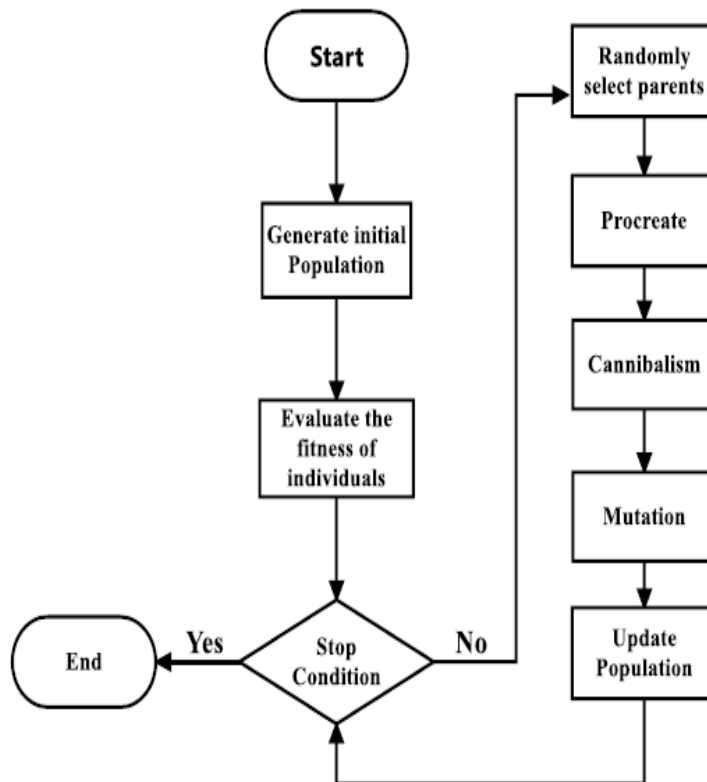 Start
Generate initial
Population
Evaluate the
fitness of
individuals
Stop
Condition
Yes
End
No
Randomly
select parents
Procreate
Cannibalism
Mutation
Update
Population